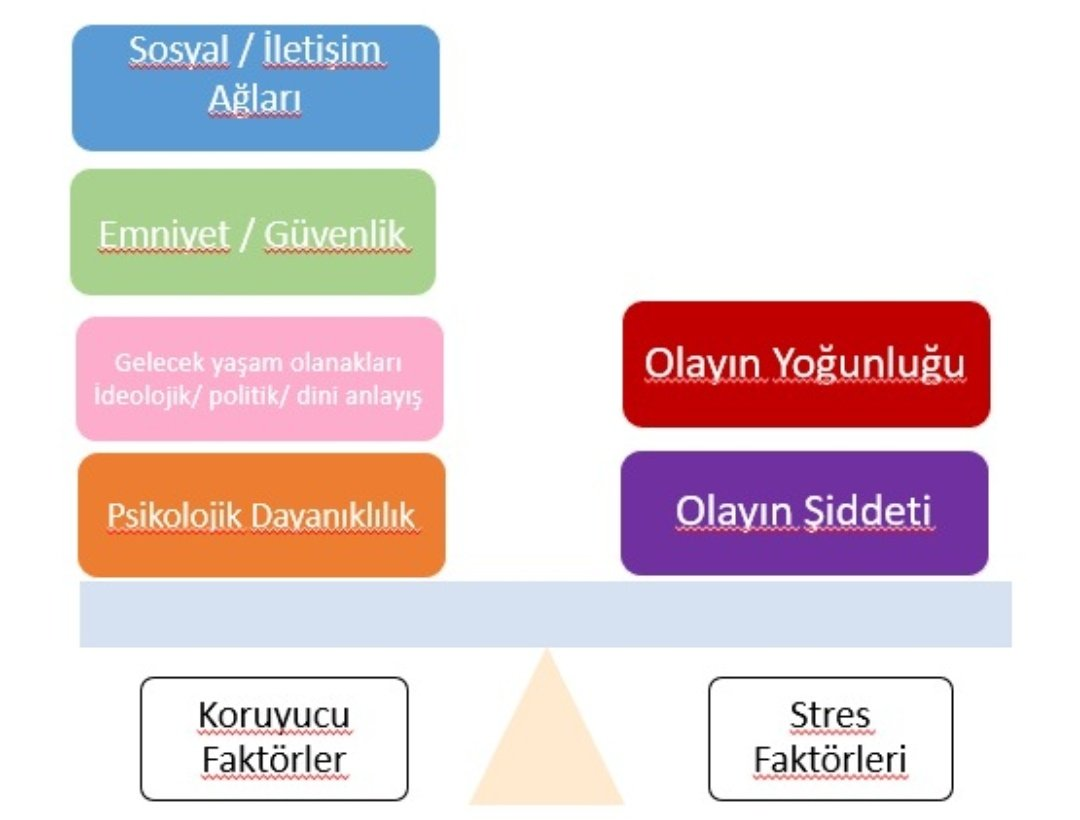 Sosyal / İletişim
Ağları
Emniyet / Güvenlik
Gelecek yaşam olanakları
İdeolojik/ politik/ dini anlayış
Psikolojik Dayanıklılık
Olayın Yoğunluğu
Olayın Şiddeti
Koruyucu
Faktörler
Stres
Faktörleri